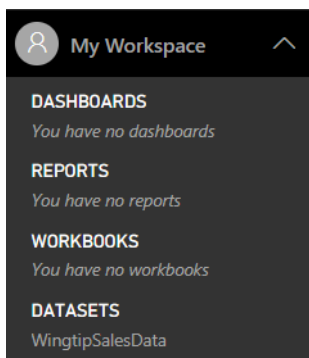 My Workspace
DASHBOARDS
You have no dashboards
REPORTS
You have no reports
WORKBOOKS
You have no workbooks
DATASETS
WingtipSalesData